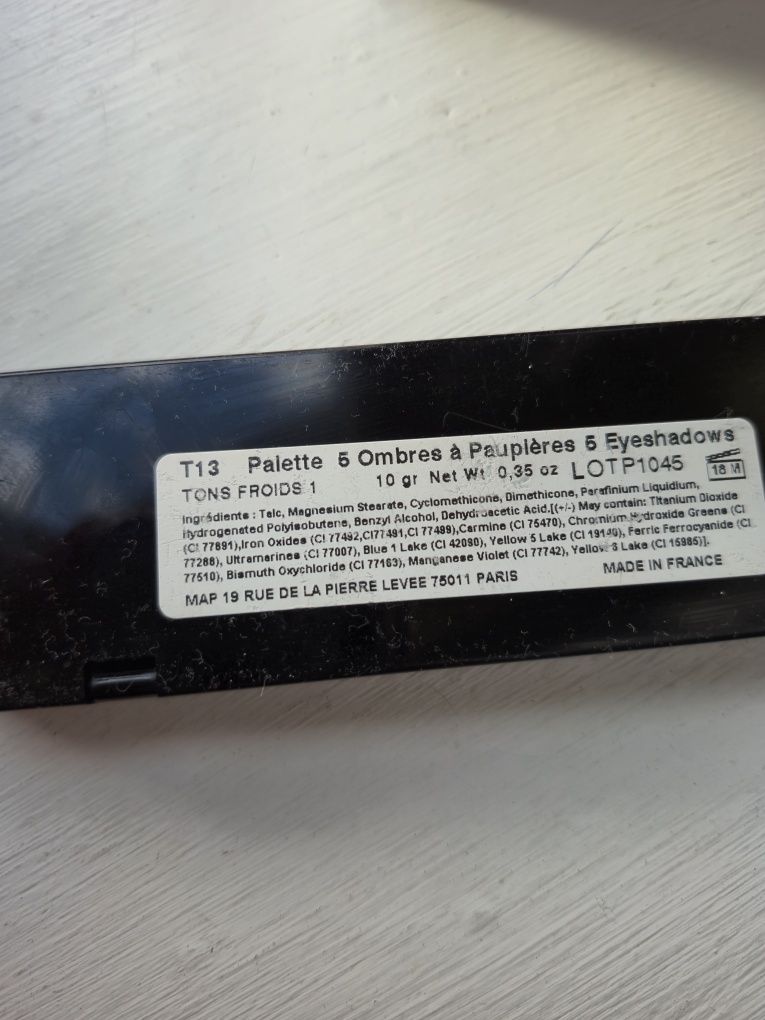 T13 Palette 5 Ombres à Paupières 5 Eyeshadows
TONS FROIDS 1 10 gr Net Wt 0,35 oz LOTP1045 18 M
Ingrédients : Talc, Magnesium Stearate, Cyclomethicone, Dimethicone, Parafinium Liquidium,
Hydrogenated Polyisobutene, Benzyl Alcohol, Dehydroacetic Acid.[(+/-) May contain: Titanium Dioxide
(CI 77891),Iron Oxides (CI 77492,CI77491,CI 77499),Carmine (CI 75470), Chromium Hydroxide Greens (CI
77288), Ultramarines (CI 77007), Blue 1 Lake (CI 42090), Yellow 5 Lake (CI 19140), Ferric Ferrocyanide (CI
77510), Bismuth Oxychloride (CI 77163), Manganese Violet (CI 77742), Yellow 6 Lake (CI 15985)].
MAP 19 RUE DE LA PIERRE LEVEE 75011 PARIS MADE IN FRANCE